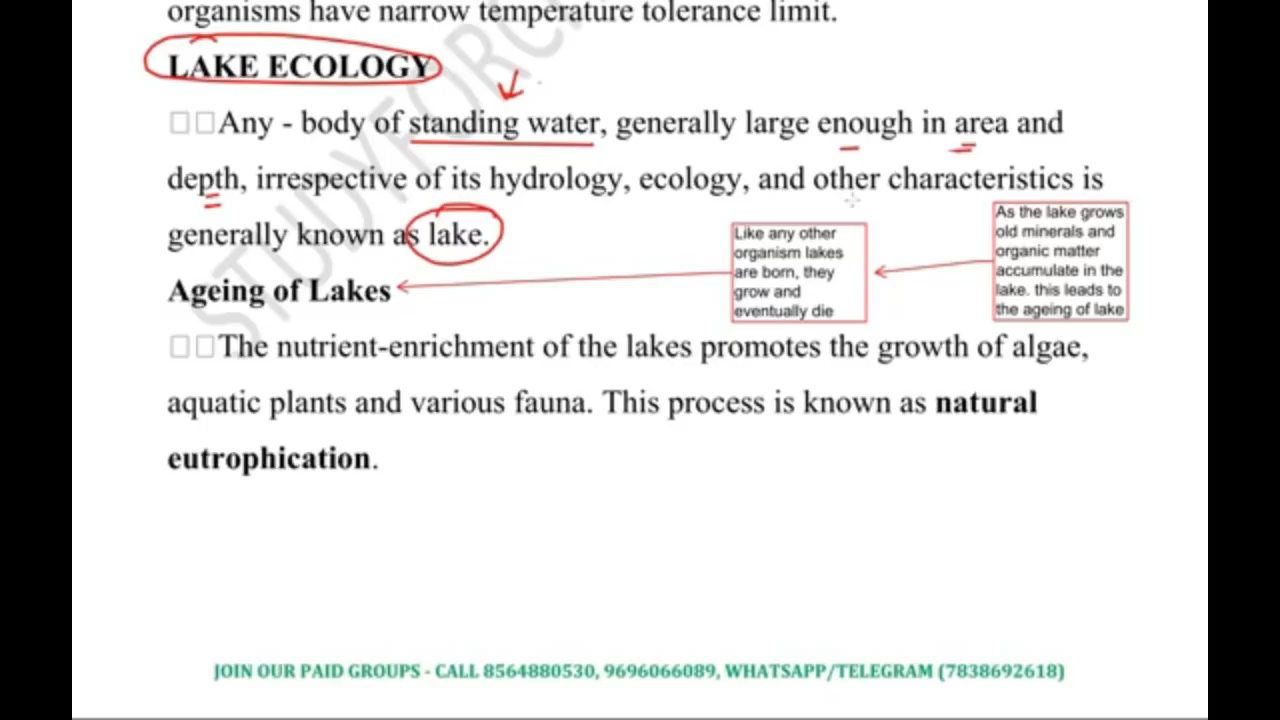 organisms have narrow temperature tolerance limit.
LAKE ECOLOGY
Any - body of standing water, generally large enough in area and
depth, irrespective of its hydrology, ecology, and other characteristics is
generally known as lake.
Like any other
organism lakes
are born, they
grow and
eventually die
As the lake grows
old minerals and
organic matter
accumulate in the
lake. this leads to
the ageing of lake
Ageing of Lakes
The nutrient-enrichment of the lakes promotes the growth of algae,
aquatic plants and various fauna. This process is known as natural
eutrophication.
JOIN OUR PAID GROUPS - CALL 8564880530, 9696066089, WHATSAPP/TELEGRAM (7838692618)